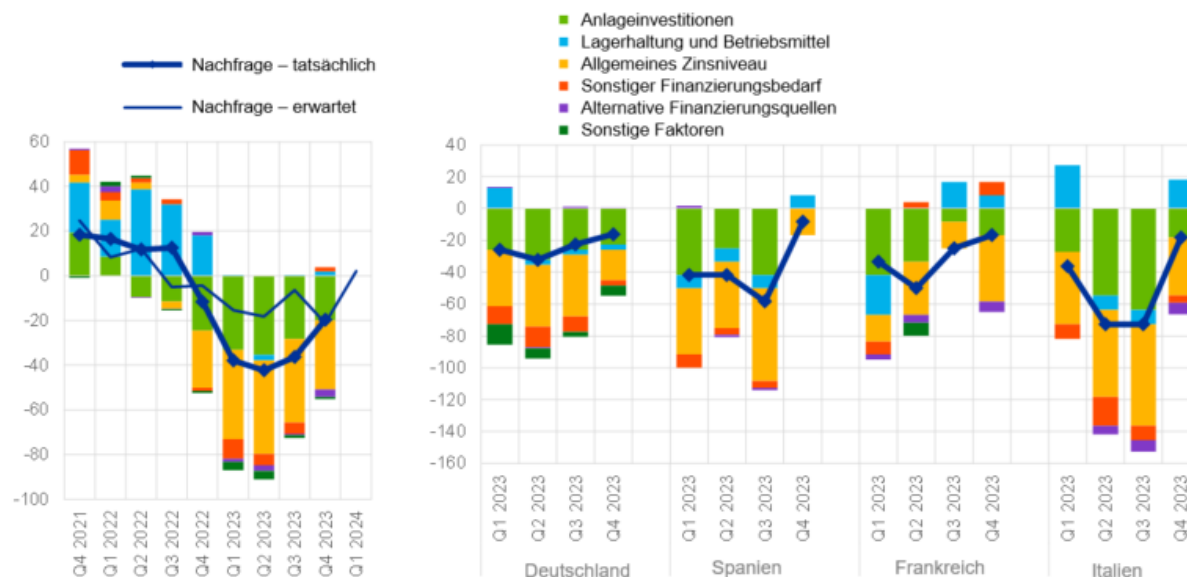 Nachfrage – tatsächlich
Nachfrage – erwartet
Anlageinvestitionen
Lagerhaltung und Betriebsmittel
Allgemeines Zinsniveau
Sonstiger Finanzierungsbedarf
Alternative Finanzierungsquellen
Sonstige Faktoren
60
40
20
0
-20
-40
-60
-80
-100
Q4 2021
Q1 2022
Q2 2022
Q3 2022
Q4 2022
Q1 2023
Q2 2023
Q3 2023
Q4 2023
Q1 2024
40
20
0
-20
-40
-60
-80
-100
-120
-140
-160
Q1 2023
Q2 2023
Q3 2023
Q4 2023
Q1 2023
Q2 2023
Q3 2023
Q4 2023
Q1 2023
Q2 2023
Q3 2023
Q4 2023
Q1 2023
Q2 2023
Q3 2023
Q4 2023
Deutschland
Spanien
Frankreich
Italien